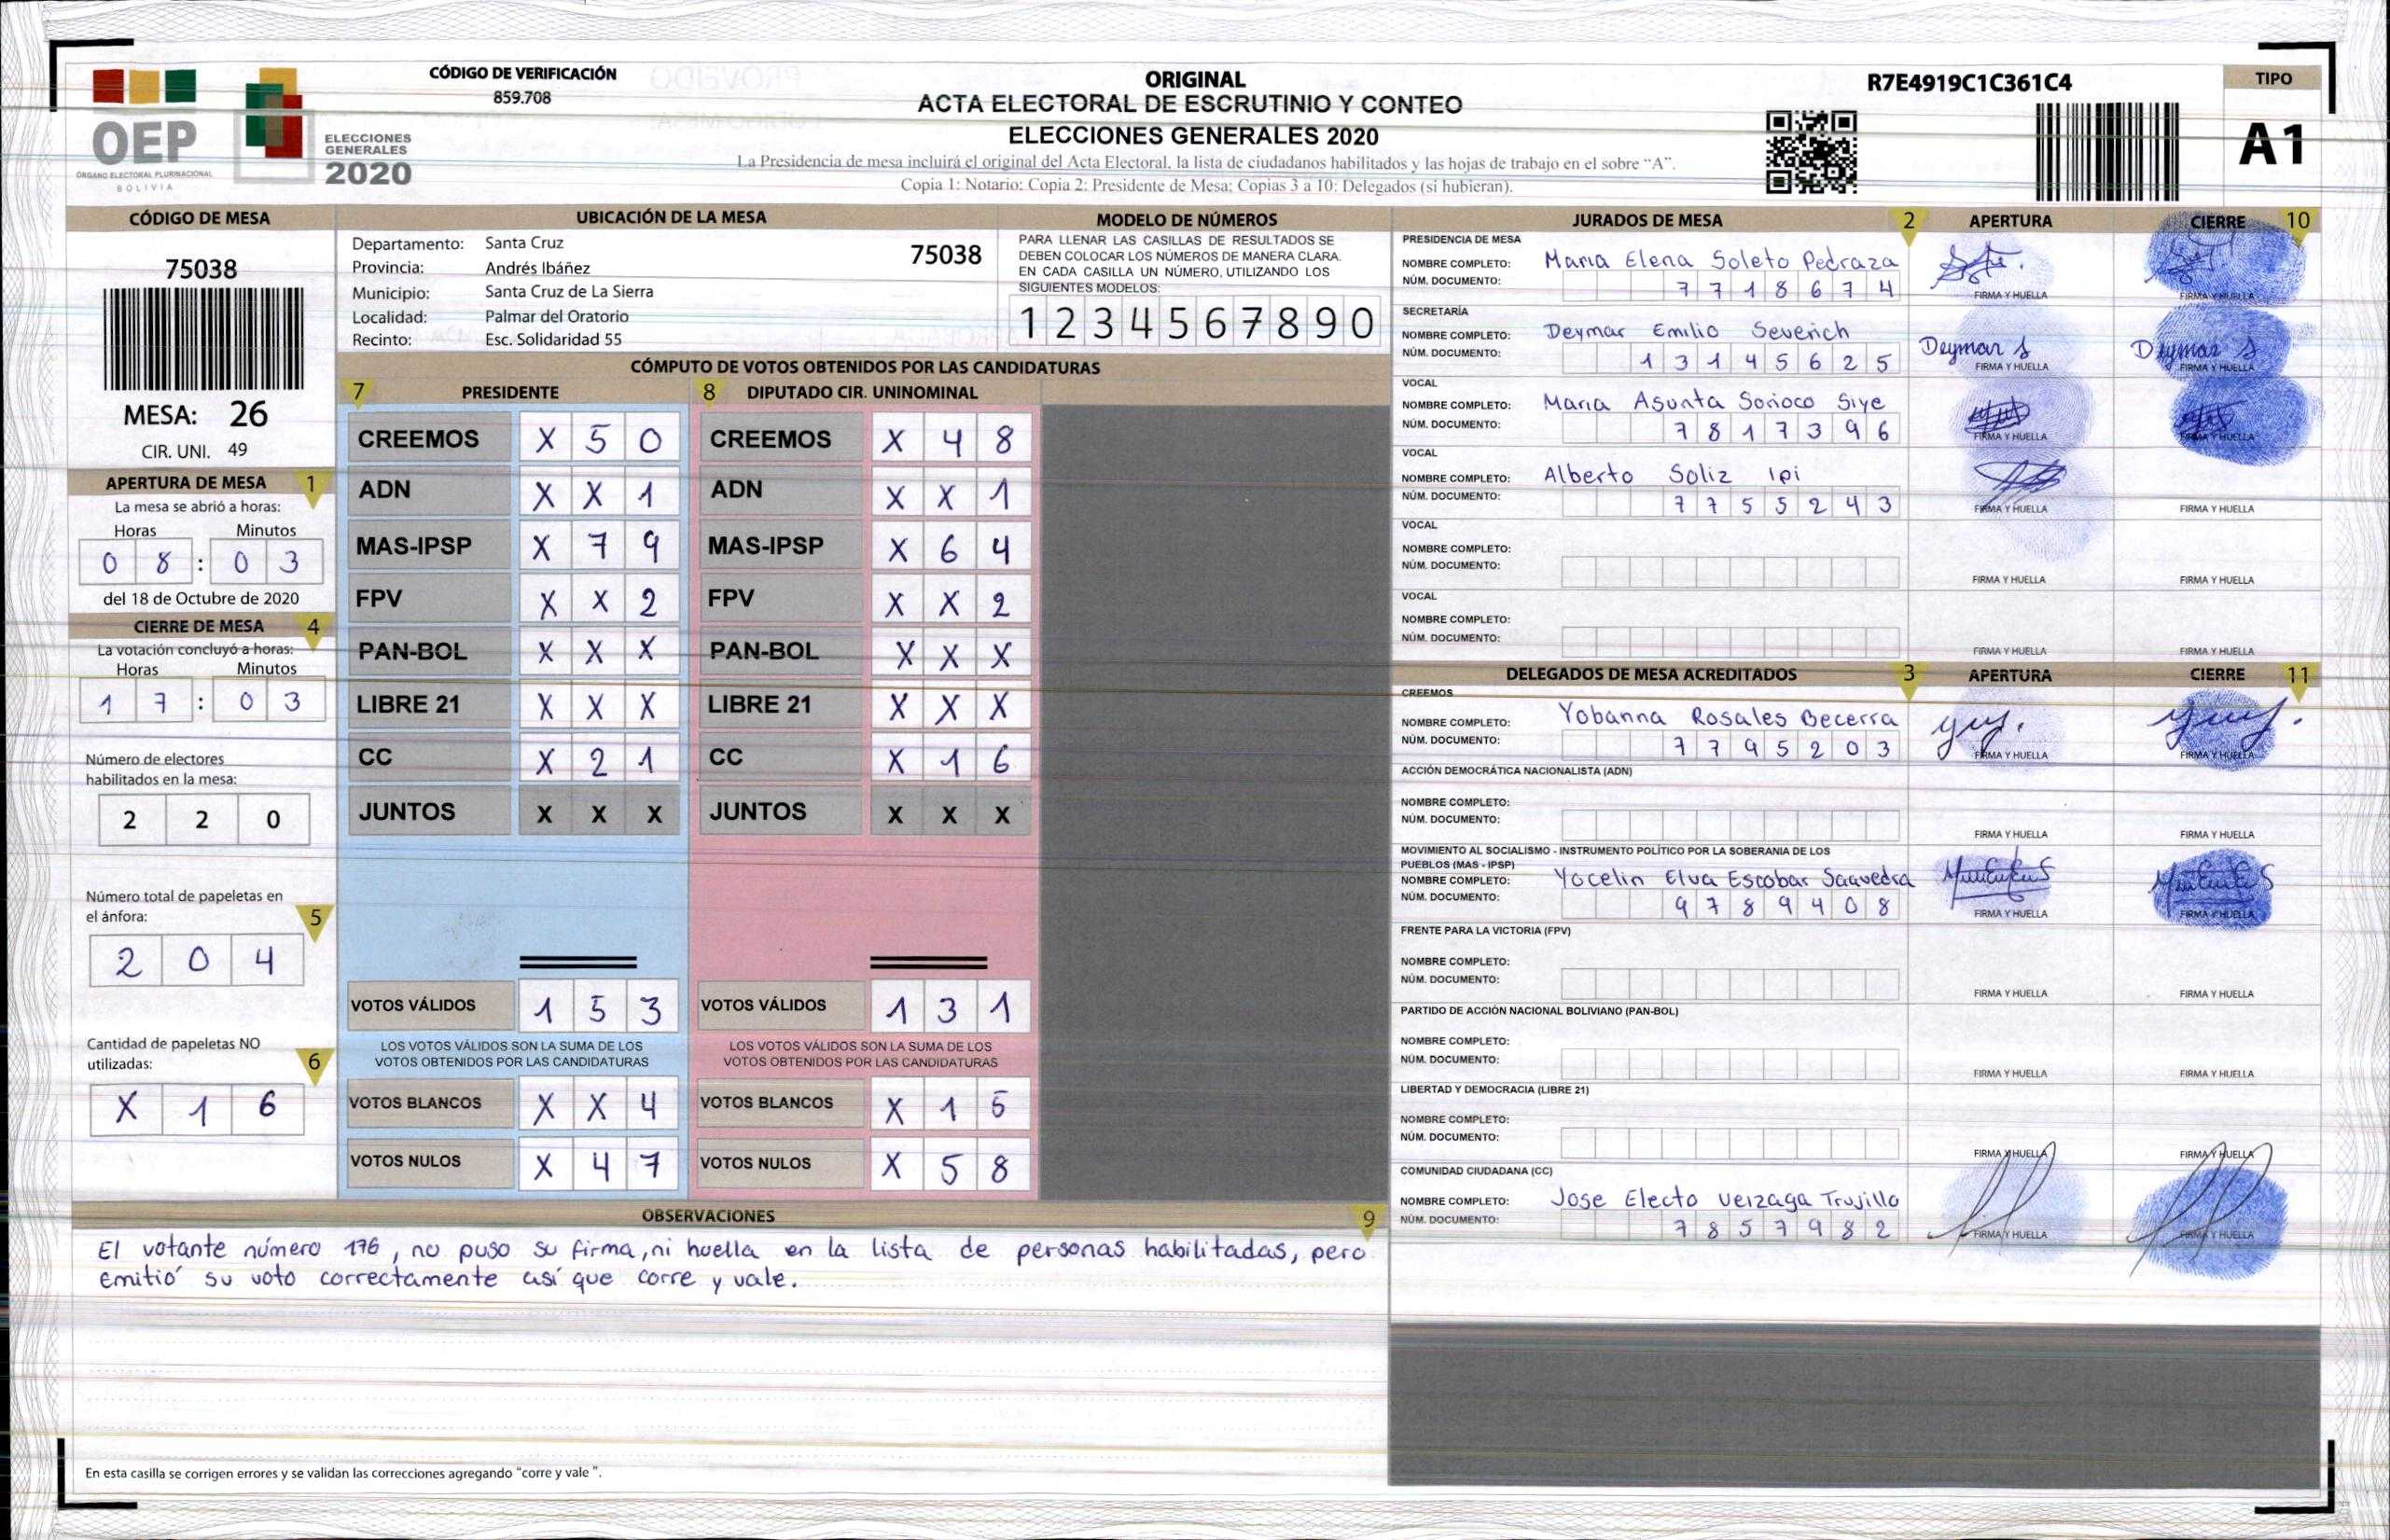 CÓDIGO DE VERIFICACIÓN
859.708
OEP
ÓRGANO ELECTORAL PLURINACIONAL
BOLIVIA
ELECCIONES
GENERALES
2020
ORIGINAL
ACTA ELECTORAL DE ESCRUTINIO Y CONTEO
ELECCIONES GENERALES 2020
La Presidencia de mesa incluirá el original del Acta Electoral, la lista de ciudadanos habilitados y las hojas de trabajo en el sobre “A”.
Copia 1: Notario; Copia 2: Presidente de Mesa; Copias 3 a 10: Delegados (si hubieran).
R7E4919C1C361C4
TIPO
A1
CÓDIGO DE MESA
75038
MESA: 26
CIR. UNI. 49
APERTURA DE MESA 1
La mesa se abrió a horas:
Horas Minutos
0 8 : 0 3
del 18 de Octubre de 2020
CIERRE DE MESA 4
La votación concluyó a horas:
Horas Minutos
1 7 : 0 3
Número de electores
habilitados en la mesa:
2 2 0
Número total de papeletas en
el ánfora: 5
2 0 4
Cantidad de papeletas NO
utilizadas: 6
X 1 6
UBICACIÓN DE LA MESA
Departamento: Santa Cruz 75038
Provincia: Andrés Ibáñez
Municipio: Santa Cruz de La Sierra
Localidad: Palmar del Oratorio
Recinto: Esc. Solidaridad 55
MODELO DE NÚMEROS
PARA LLENAR LAS CASILLAS DE RESULTADOS SE
DEBEN COLOCAR LOS NÚMEROS DE MANERA CLARA.
EN CADA CASILLA UN NÚMERO, UTILIZANDO LOS
SIGUIENTES MODELOS:
1 2 3 4 5 6 7 8 9 0
CÓMPUTO DE VOTOS OBTENIDOS POR LAS CANDIDATURAS
7 PRESIDENTE 8 DIPUTADO CIR. UNINOMINAL
CREEMOS X 5 0 CREEMOS X 4 8
ADN X X 1 ADN X X 1
MAS-IPSP X 7 9 MAS-IPSP X 6 4
FPV X X 2 FPV X X 2
PAN-BOL X X X PAN-BOL X X X
LIBRE 21 X X X LIBRE 21 X X X
CC X 2 1 CC X 1 6
JUNTOS X X X JUNTOS X X X
VOTOS VÁLIDOS 1 5 3 VOTOS VÁLIDOS 1 3 1
LOS VOTOS VÁLIDOS SON LA SUMA DE LOS LOS VOTOS VÁLIDOS SON LA SUMA DE LOS
VOTOS OBTENIDOS POR LAS CANDIDATURAS VOTOS OBTENIDOS POR LAS CANDIDATURAS
VOTOS BLANCOS X X 4 VOTOS BLANCOS X 1 5
VOTOS NULOS X 4 7 VOTOS NULOS X 5 8
OBSERVACIONES 9
El votante número 176, no puso su firma, ni huella en la lista de personas habilitadas, pero
emitió su voto correctamente así que corre y vale.
En esta casilla se corrigen errores y se validan las correcciones agregando “corre y vale ”.
JURADOS DE MESA 2 APERTURA CIERRE 10
PRESIDENCIA DE MESA
NOMBRE COMPLETO: Maria Elena Soleto Pedraza
NÚM. DOCUMENTO: 7 7 1 8 6 7 4
FIRMA Y HUELLA FIRMA Y HUELLA
SECRETARÍA
NOMBRE COMPLETO: Deymar Emilio Severich
NÚM. DOCUMENTO: 1 3 1 4 5 6 2 5 Deymar S Deymar S
FIRMA Y HUELLA FIRMA Y HUELLA
VOCAL
NOMBRE COMPLETO: Maria Asunta Sorioco Siye
NÚM. DOCUMENTO: 7 8 1 7 3 9 6
FIRMA Y HUELLA FIRMA Y HUELLA
VOCAL
NOMBRE COMPLETO: Alberto Soliz Ipi
NÚM. DOCUMENTO: 7 7 5 5 2 4 3
FIRMA Y HUELLA FIRMA Y HUELLA
VOCAL
NOMBRE COMPLETO:
NÚM. DOCUMENTO:
FIRMA Y HUELLA FIRMA Y HUELLA
VOCAL
NOMBRE COMPLETO:
NÚM. DOCUMENTO:
FIRMA Y HUELLA FIRMA Y HUELLA
DELEGADOS DE MESA ACREDITADOS 3 APERTURA CIERRE 11
CREEMOS
NOMBRE COMPLETO: Yobanna Rosales Becerra
NÚM. DOCUMENTO: 7 7 9 5 2 0 3
FIRMA Y HUELLA FIRMA Y HUELLA
ACCIÓN DEMOCRÁTICA NACIONALISTA (ADN)
NOMBRE COMPLETO:
NÚM. DOCUMENTO:
FIRMA Y HUELLA FIRMA Y HUELLA
MOVIMIENTO AL SOCIALISMO - INSTRUMENTO POLÍTICO POR LA SOBERANIA DE LOS
PUEBLOS (MAS - IPSP)
NOMBRE COMPLETO: Yocelin Elva Escobar Saavedra
NÚM. DOCUMENTO: 9 7 8 9 4 0 8
FIRMA Y HUELLA FIRMA Y HUELLA
FRENTE PARA LA VICTORIA (FPV)
NOMBRE COMPLETO:
NÚM. DOCUMENTO:
FIRMA Y HUELLA FIRMA Y HUELLA
PARTIDO DE ACCIÓN NACIONAL BOLIVIANO (PAN-BOL)
NOMBRE COMPLETO:
NÚM. DOCUMENTO:
FIRMA Y HUELLA FIRMA Y HUELLA
LIBERTAD Y DEMOCRACIA (LIBRE 21)
NOMBRE COMPLETO:
NÚM. DOCUMENTO:
FIRMA Y HUELLA FIRMA Y HUELLA
COMUNIDAD CIUDADANA (CC)
NOMBRE COMPLETO: Jose Electo Veizaga Trujillo
NÚM. DOCUMENTO: 7 8 5 7 9 8 2
FIRMA Y HUELLA FIRMA Y HUELLA